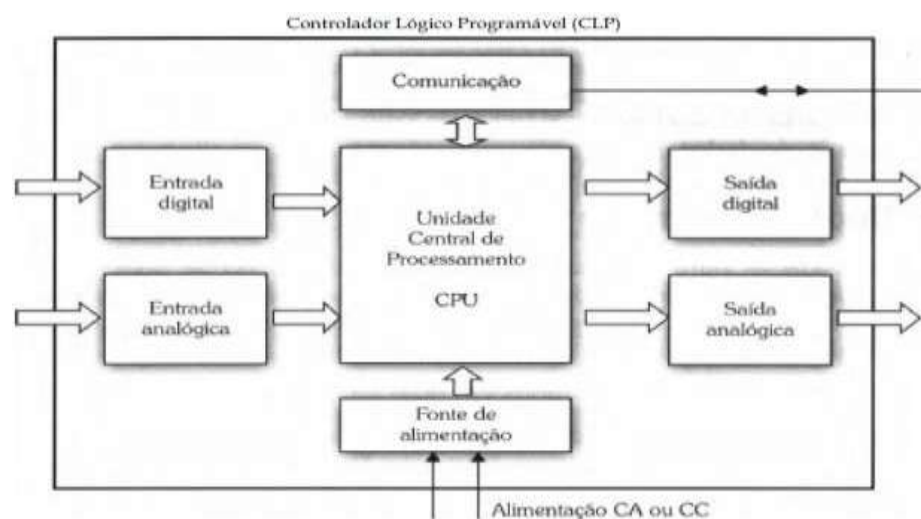 Controlador Lógico Programável (CLP)
Comunicação
Entrada
digital
Unidade
Central de
Processamento
CPU
Saída
digital
Entrada
analógica
Saída
analógica
Fonte de
alimentação
Alimentação CA ou CC